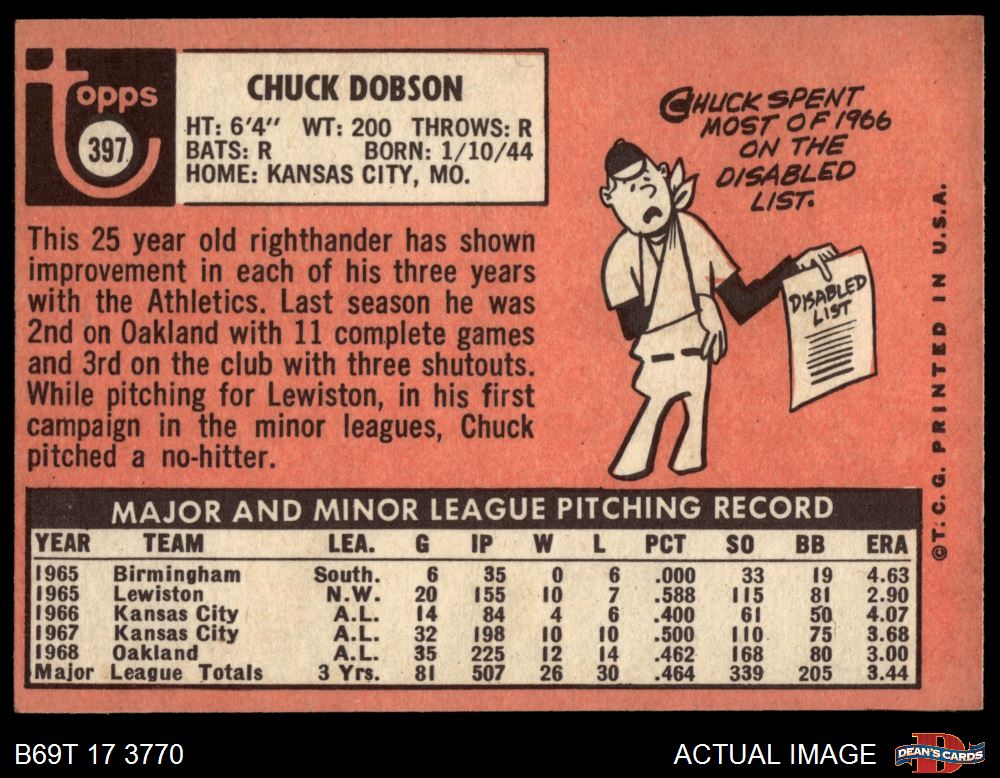 topps
397
CHUCK DOBSON
HT: 6'4" WT: 200 THROWS: R
BATS: R BORN: 1/10/44
HOME: KANSAS CITY, MO.
This 25 year old righthander has shown
improvement in each of his three years
with the Athletics. Last season he was
2nd on Oakland with 11 complete games
and 3rd on the club with three shutouts.
While pitching for Lewiston, in his first
campaign in the minor leagues, Chuck
pitched a no-hitter.
CHUCK SPENT
MOST OF 1966
ON THE
DISABLED
LIST.
DISABLED
LIST
©T. C. G. PRINTED IN U.S.A.
MAJOR AND MINOR LEAGUE PITCHING RECORD
YEAR TEAM LEA. G IP W L PCT SO BB ERA
1965 Birmingham South. 6 35 0 6 .000 33 19 4.63
1965 Lewiston N.W. 20 155 10 7 .588 115 81 2.90
1966 Kansas City A.L. 14 84 4 6 .400 61 50 4.07
1967 Kansas City A.L. 32 198 10 10 .500 110 75 3.68
1968 Oakland A.L. 35 225 12 14 .462 168 80 3.00
Major League Totals 3 Yrs. 81 507 26 30 .464 339 205 3.44
B69T 17 3770
ACTUAL IMAGE
D
DEAN'S CARDS